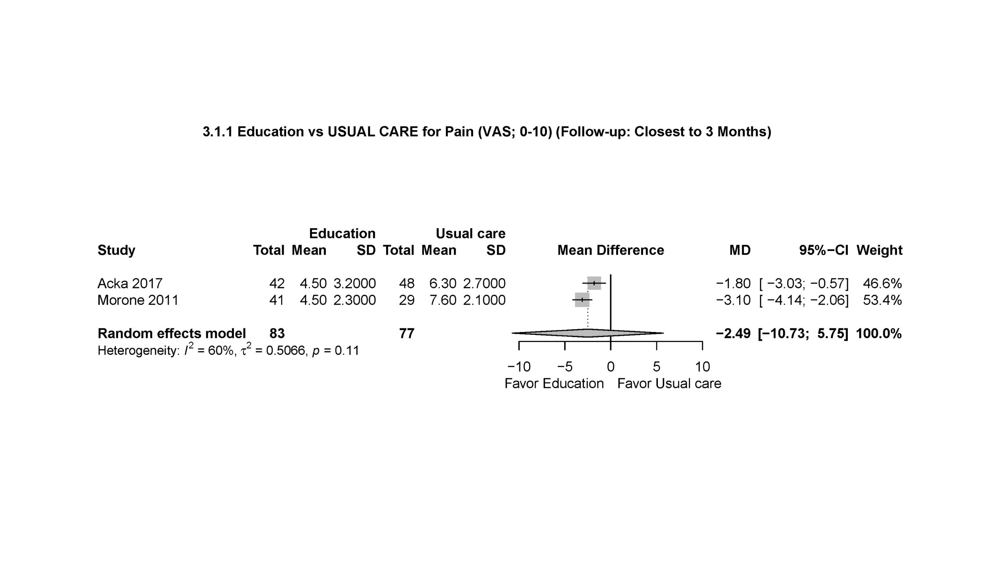 3.1.1 Education vs USUAL CARE for Pain (VAS; 0-10) (Follow-up: Closest to 3 Months)
Education Usual care
Study Total Mean SD Total Mean SD Mean Difference MD 95%−CI Weight
Acka 2017 42 4.50 3.2000 48 6.30 2.7000 −1.80 [ −3.03; −0.57] 46.6%
Morone 2011 41 4.50 2.3000 29 7.60 2.1000 −3.10 [ −4.14; −2.06] 53.4%
Random effects model 83 77 −2.49 [−10.73; 5.75] 100.0%
Heterogeneity: I² = 60%, τ² = 0.5066, p = 0.11
−10 −5 0 5 10
Favor Education Favor Usual care